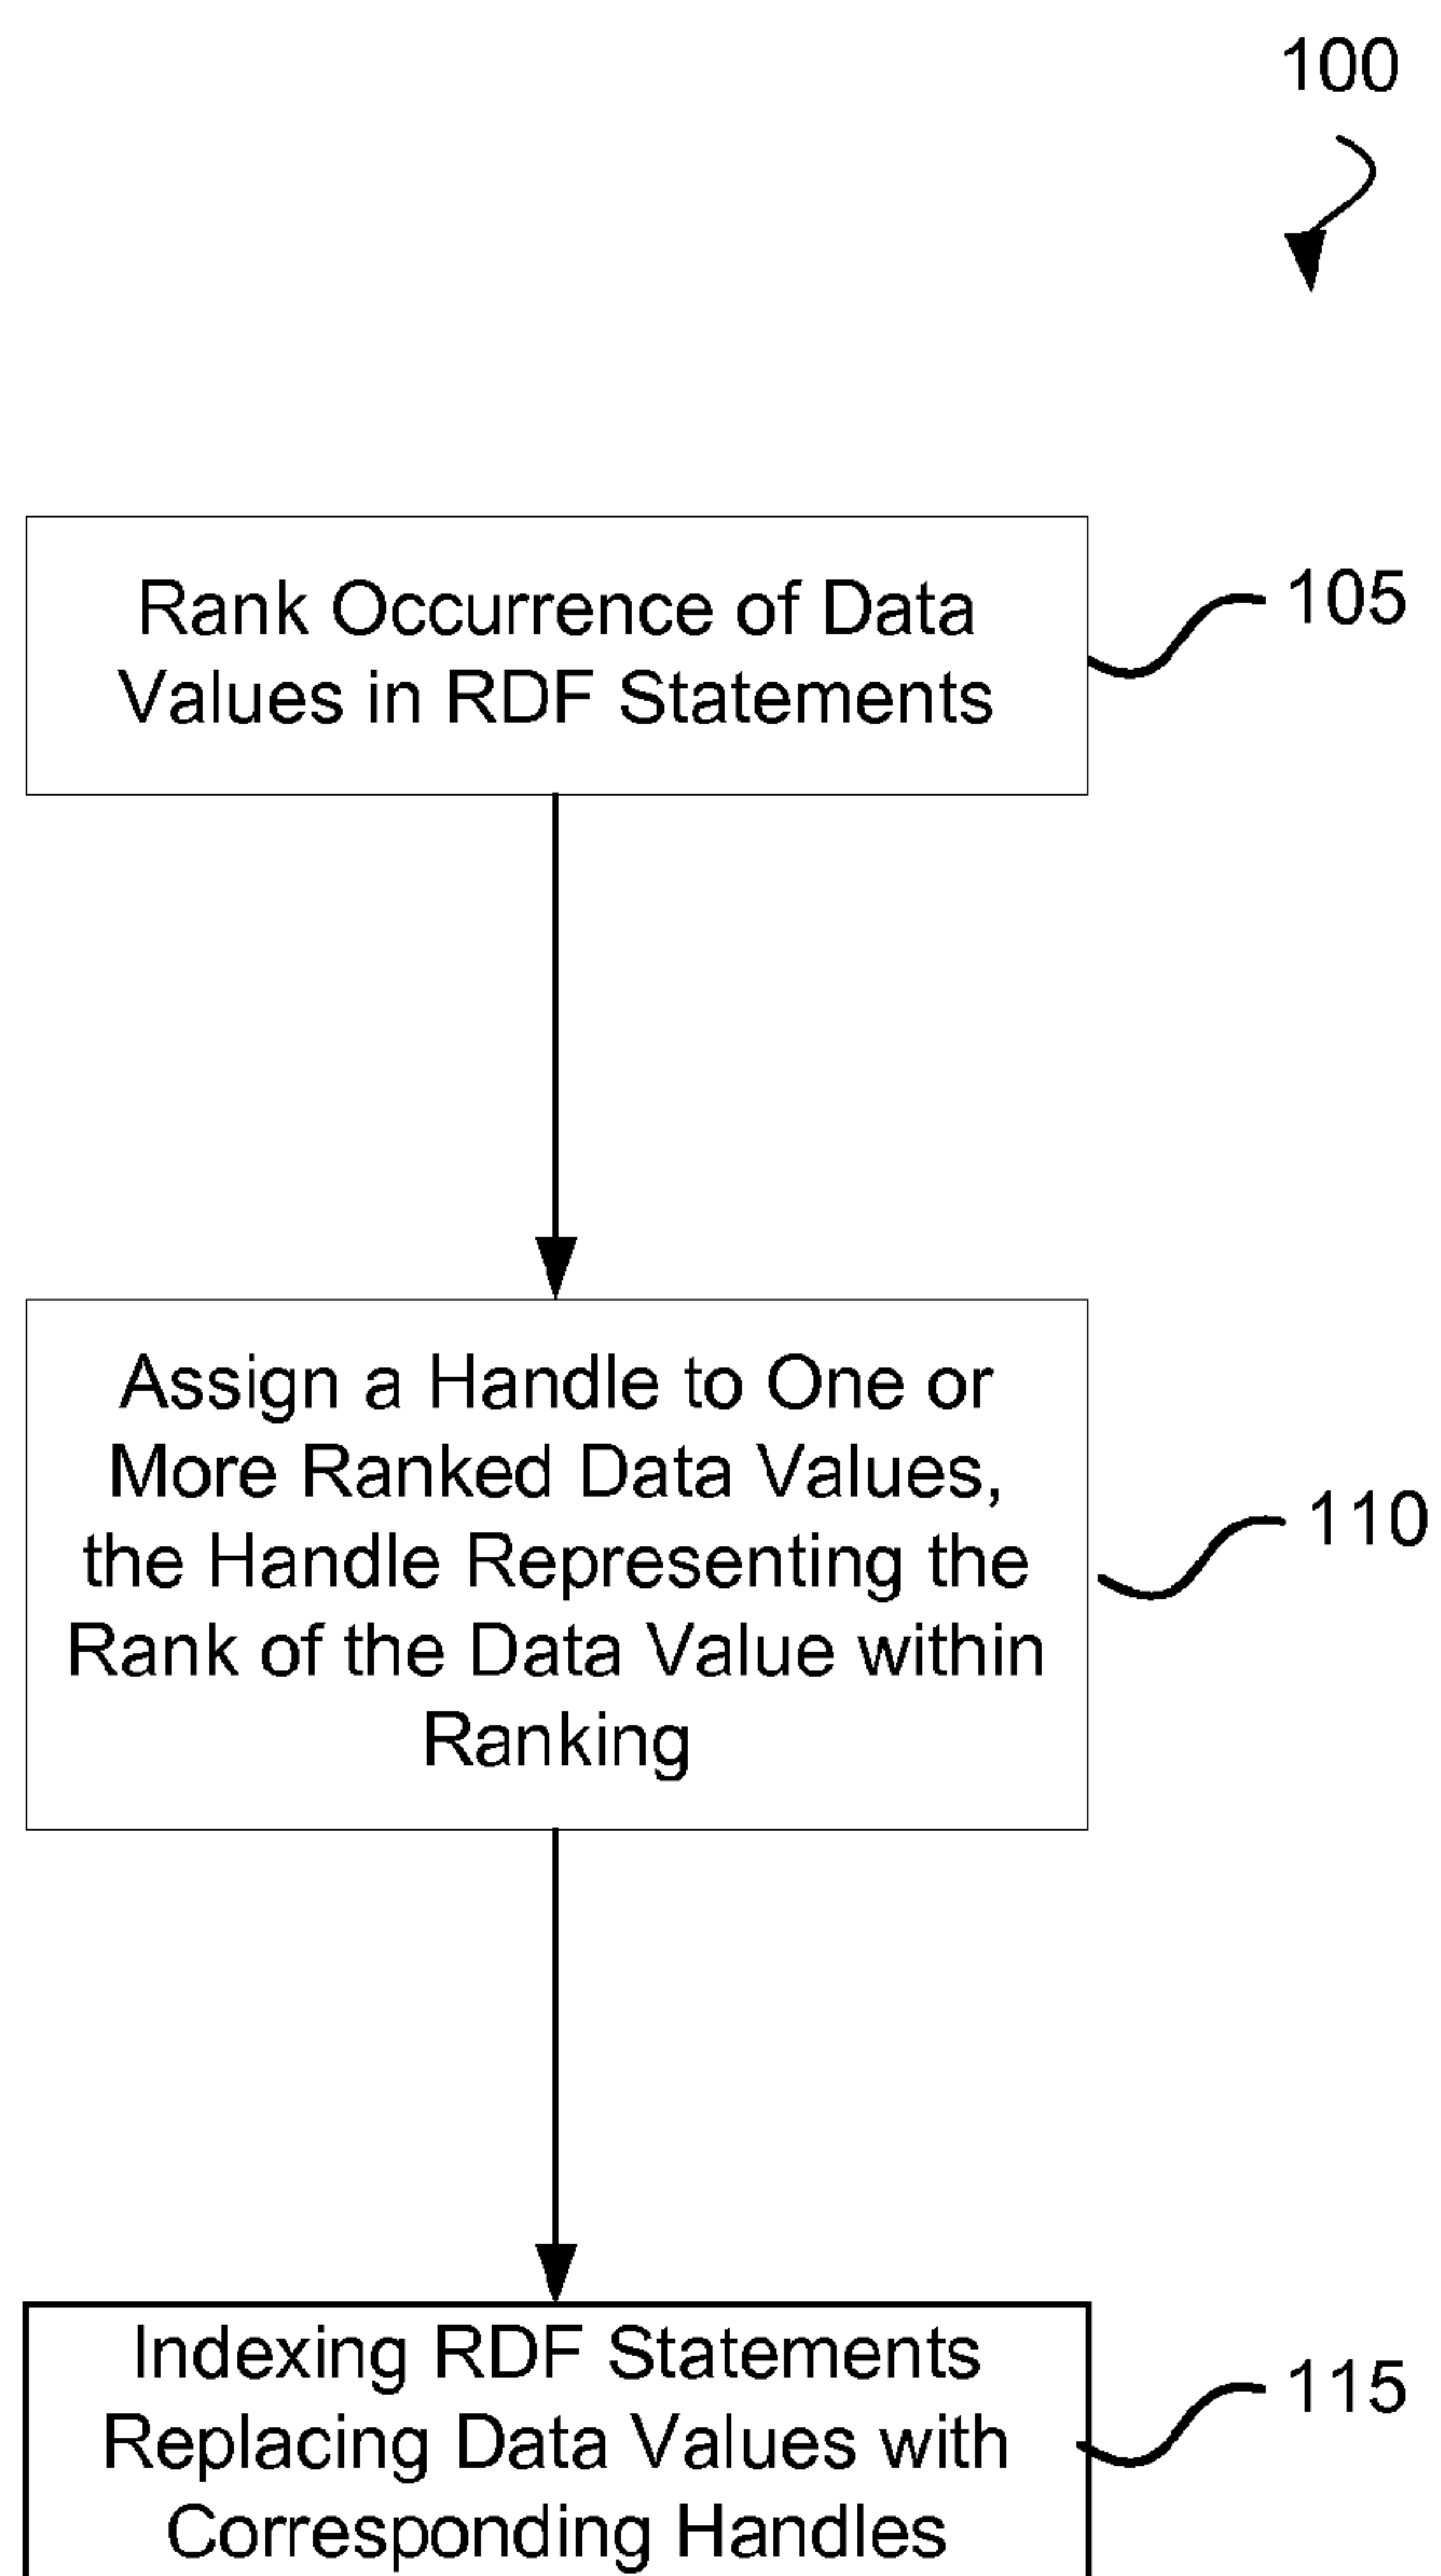 100
Rank Occurrence of Data
Values in RDF Statements
105
Assign a Handle to One or
More Ranked Data Values,
the Handle Representing the
Rank of the Data Value within
Ranking
110
Indexing RDF Statements
Replacing Data Values with
Corresponding Handles
115